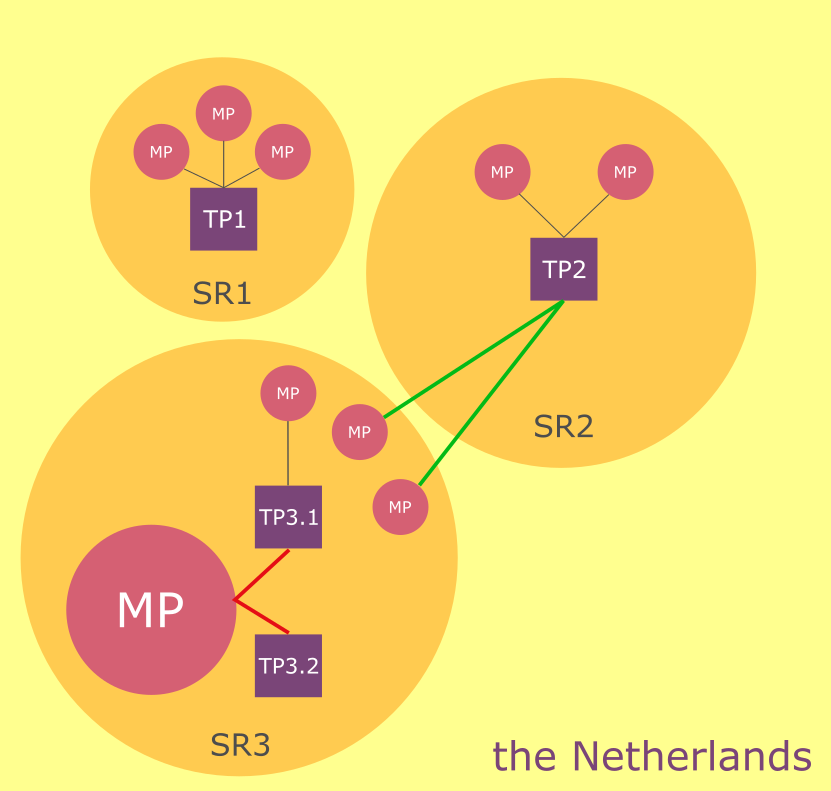 MP
MP
MP
TP1
SR1
MP
MP
TP2
SR2
MP
MP
MP
TP3.1
MP
TP3.2
SR3
the Netherlands